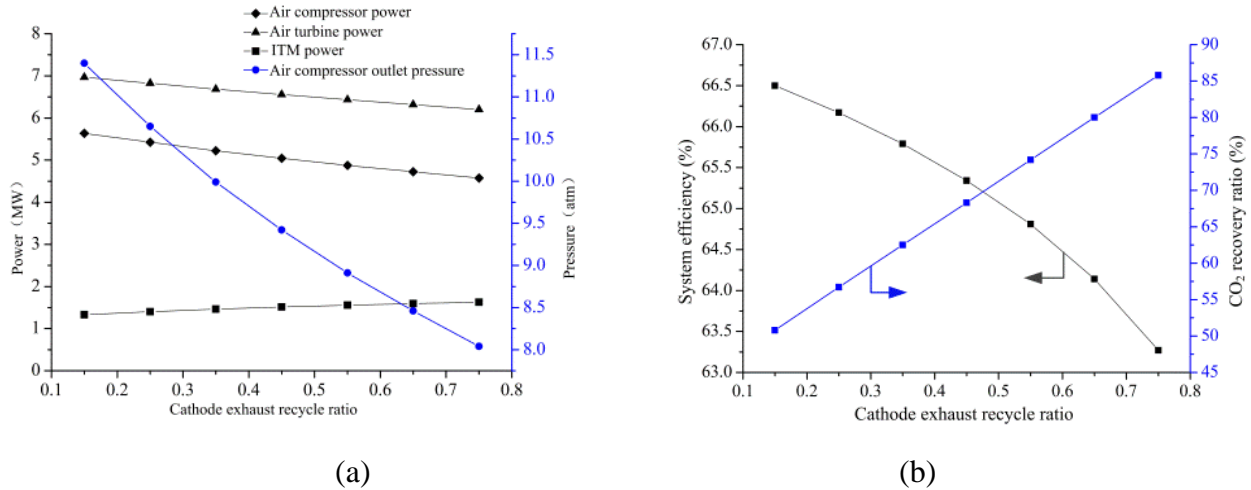 Air compressor power
Air turbine power
ITM power
Air compressor outlet pressure
8
7
6
5
4
3
2
1
0
Power（MW）
11.5
11.0
10.5
10.0
9.5
9.0
8.5
8.0
Pressure（atm）
0.1 0.2 0.3 0.4 0.5 0.6 0.7 0.8
Cathode exhaust recycle ratio
(a)
67.0
66.5
66.0
65.5
65.0
64.5
64.0
63.5
63.0
System efficiency (%)
90
85
80
75
70
65
60
55
50
45
CO₂ recovery ratio (%)
0.1 0.2 0.3 0.4 0.5 0.6 0.7 0.8
Cathode exhaust recycle ratio
(b)